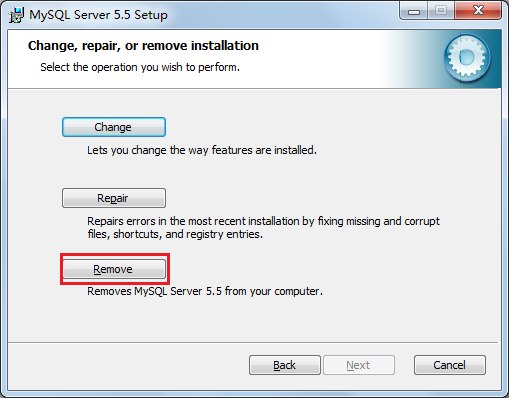 MySQL Server 5.5 Setup
Change, repair, or remove installation
Select the operation you wish to perform.
Change
Lets you change the way features are installed.
Repair
Repairs errors in the most recent installation by fixing missing and corrupt
files, shortcuts, and registry entries.
Remove
Removes MySQL Server 5.5 from your computer.
Back
Next
Cancel